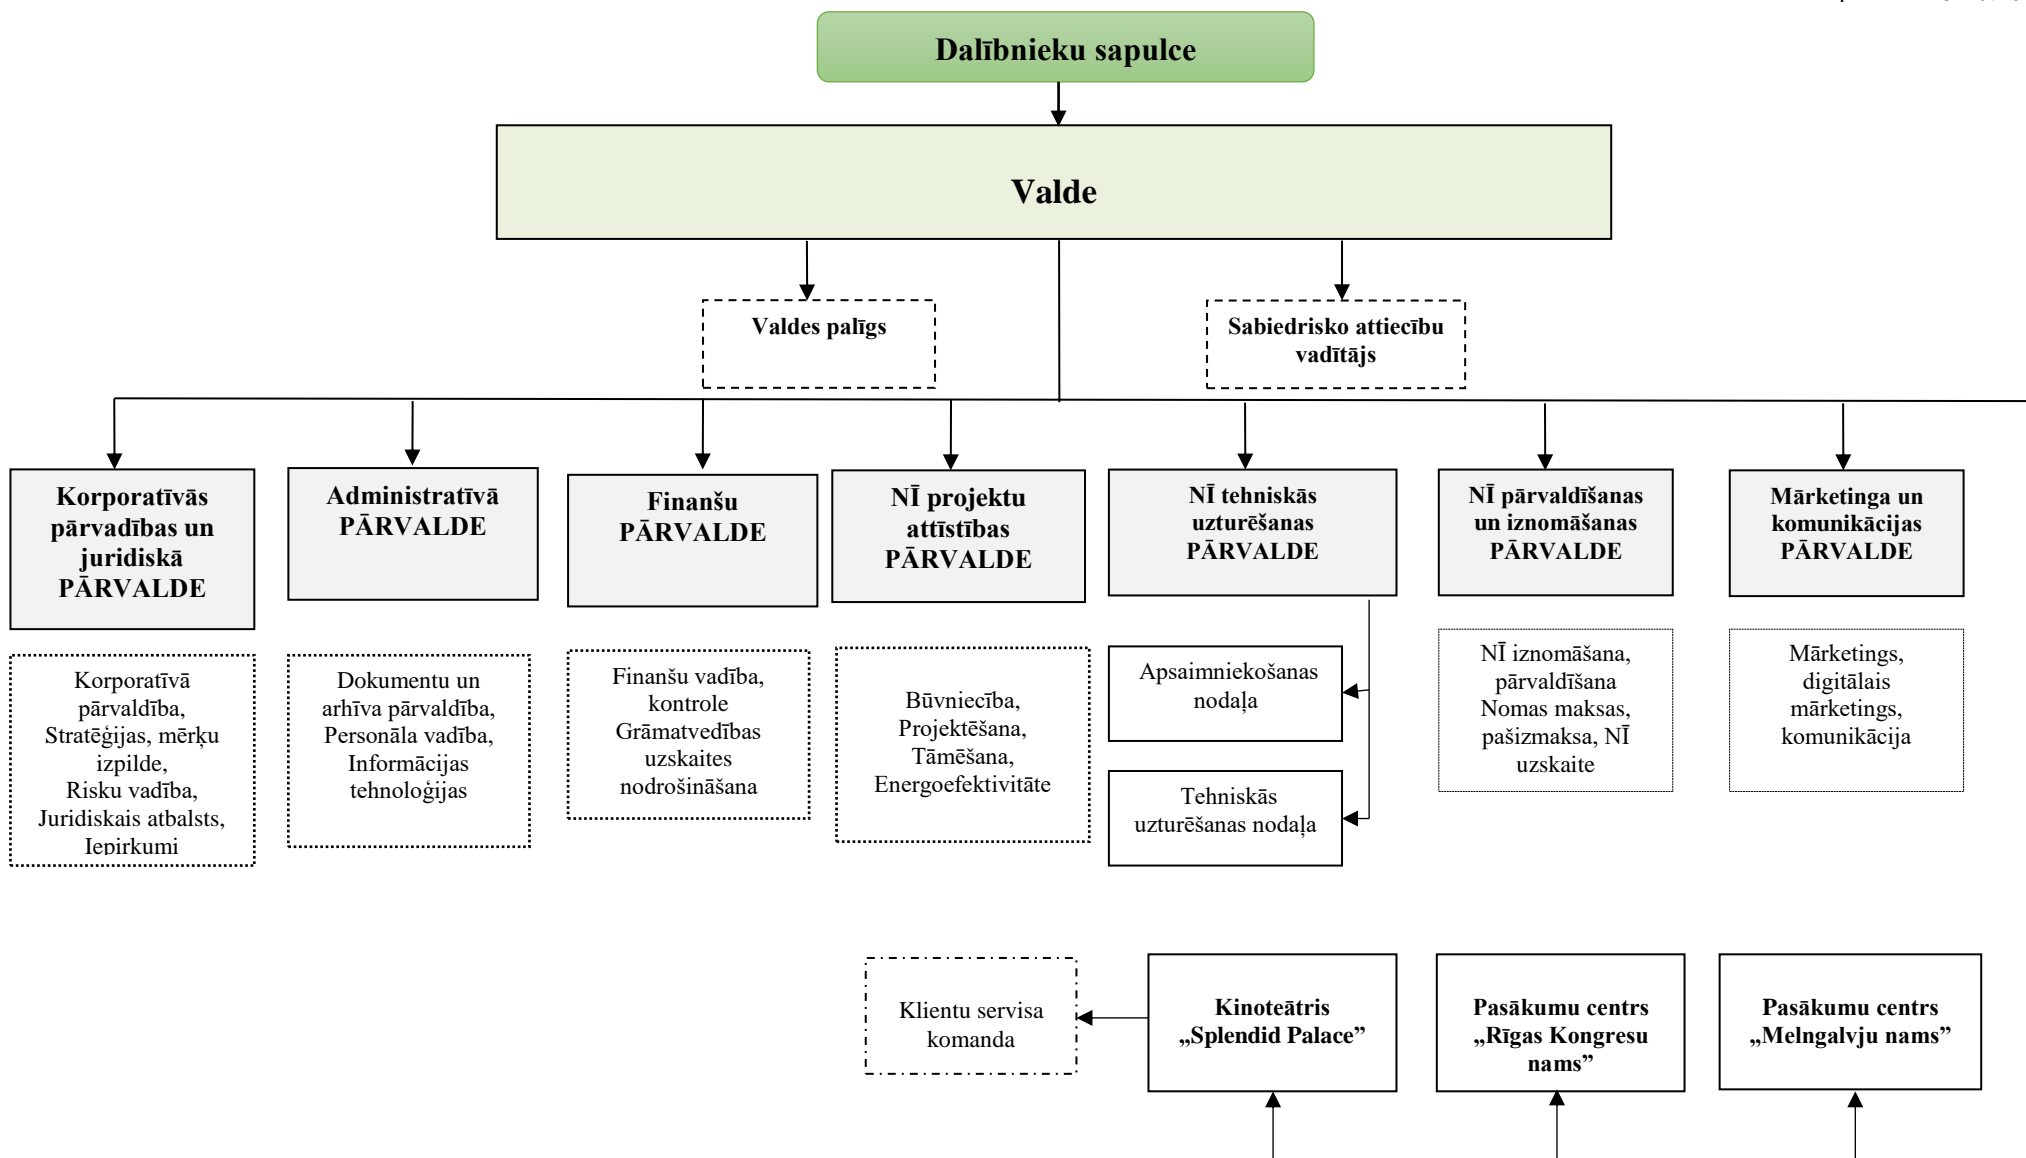 Dalībnieku sapulce
Valde
Valdes palīgs
Sabiedrisko attiecību
vadītājs
Korporatīvās
pārvadības un
juridiskā
PĀRVALDE
Administratīvā
PĀRVALDE
Finanšu
PĀRVALDE
NĪ projektu
attīstības
PĀRVALDE
NĪ tehniskās
uzturēšanas
PĀRVALDE
NĪ pārvaldīšanas
un iznomāšanas
PĀRVALDE
Mārketinga un
komunikācijas
PĀRVALDE
Korporatīvā
pārvaldība,
Stratēģijas, mērķu
izpilde,
Risku vadība,
Juridiskais atbalsts,
Iepirkumi
Dokumentu un
arhīva pārvaldība,
Personāla vadība,
Informācijas
tehnoloģijas
Finanšu vadība,
kontrole
Grāmatvedības
uzskaites
nodrošināšana
Būvniecība,
Projektēšana,
Tāmēšana,
Energoefektivitāte
Apsaimniekošanas
nodaļa
Tehniskās
uzturēšanas nodaļa
NĪ iznomāšana,
pārvaldīšana
Nomas maksas,
pašizmaksa, NĪ
uzskaite
Mārketings,
digitālais
mārketings,
komunikācija
Klientu servisa
komanda
Kinoteātris
„Splendid Palace”
Pasākumu centrs
„Rīgas Kongresu
nams”
Pasākumu centrs
„Melngalvju nams”